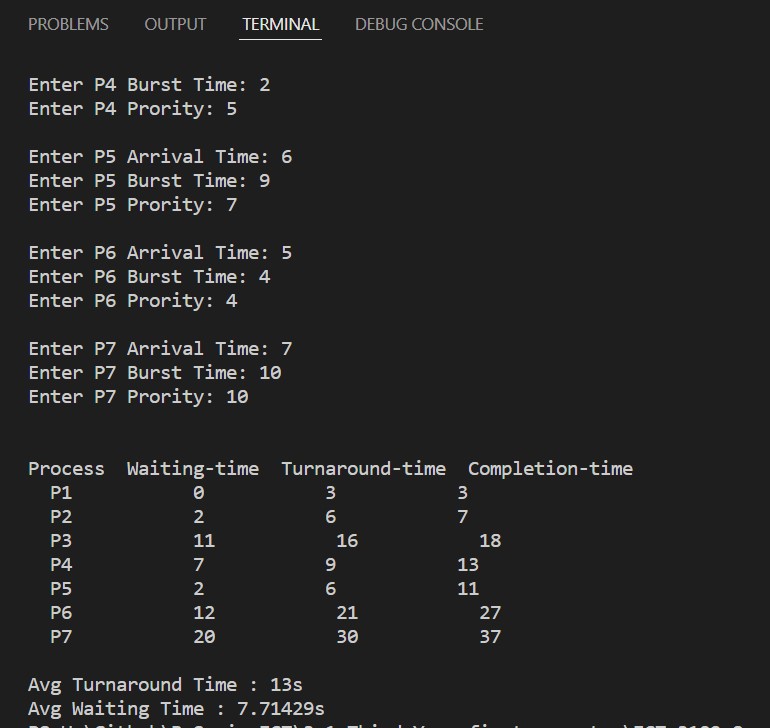 PROBLEMS OUTPUT TERMINAL DEBUG CONSOLE
Enter P4 Burst Time: 2
Enter P4 Prority: 5
Enter P5 Arrival Time: 6
Enter P5 Burst Time: 9
Enter P5 Prority: 7
Enter P6 Arrival Time: 5
Enter P6 Burst Time: 4
Enter P6 Prority: 4
Enter P7 Arrival Time: 7
Enter P7 Burst Time: 10
Enter P7 Prority: 10
Process Waiting-time Turnaround-time Completion-time
P1 0 3 3
P2 2 6 7
P3 11 16 18
P4 7 9 13
P5 2 6 11
P6 12 21 27
P7 20 30 37
Avg Turnaround Time : 13s
Avg Waiting Time : 7.71429s